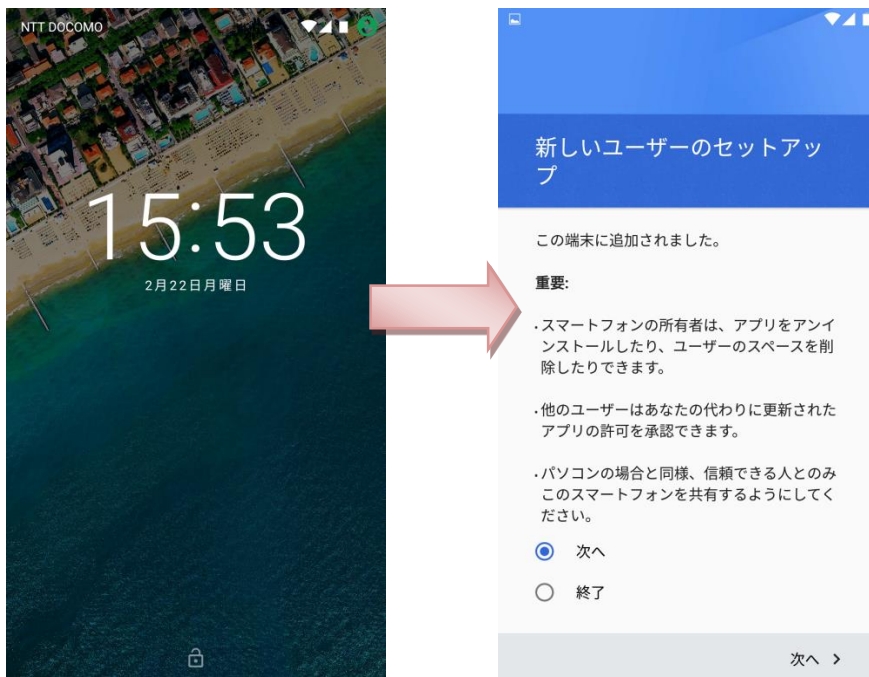 NTT DOCOMO
15:53
2月22日月曜日
新しいユーザーのセットアッ
プ
この端末に追加されました。
重要:
・スマートフォンの所有者は、アプリをアンイ
ンストールしたり、ユーザーのスペースを削
除したりできます。
・他のユーザーはあなたの代わりに更新された
アプリの許可を承認できます。
・パソコンの場合と同様、信頼できる人とのみ
このスマートフォンを共有するようにしてく
ださい。
次へ
終了
次へ